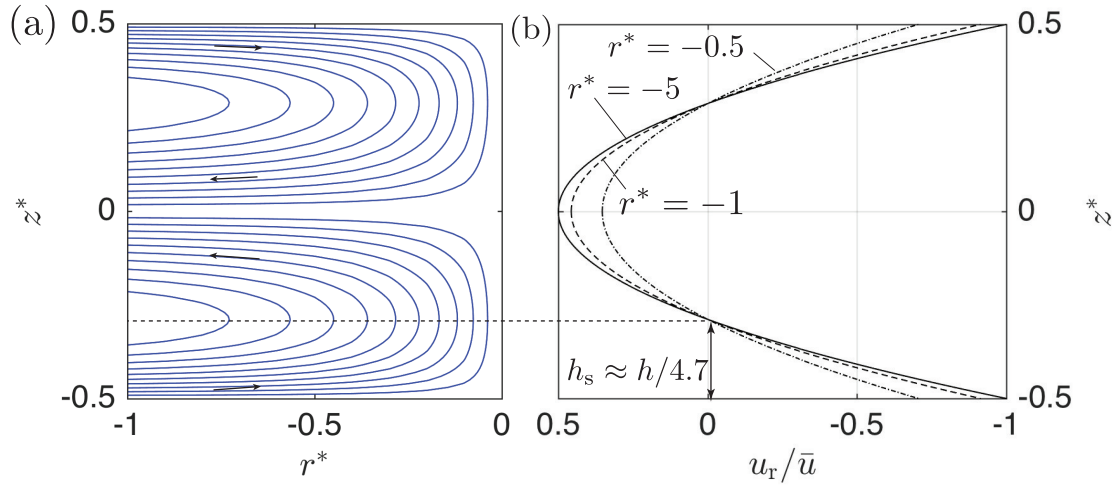 (a)
0.5
0
-0.5
z*
-1
-0.5
0
r*
(b)
r* = −0.5
r* = −5
r* = −1
h_s ≈ h/4.7
0.5
0
-0.5
-1
u_r/ū
0.5
0
-0.5
z*